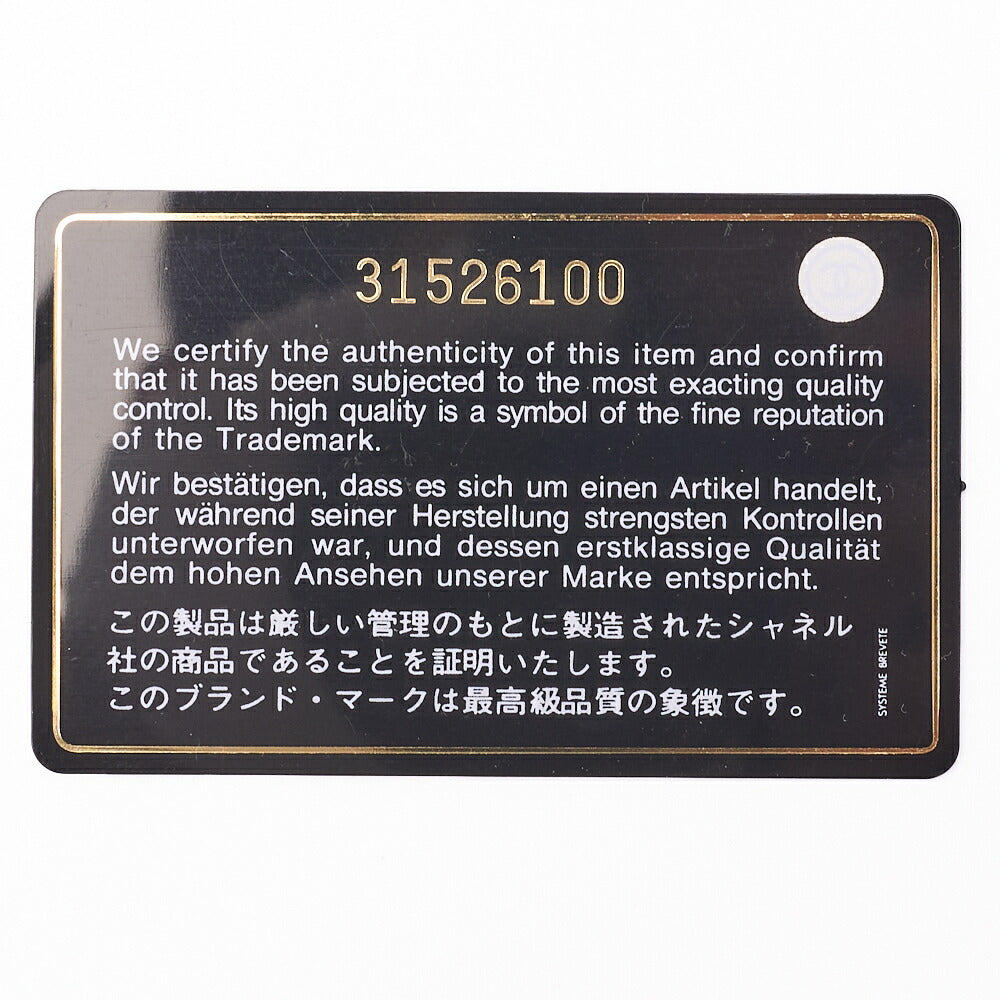 31526100
We certify the authenticity of this item and confirm
that it has been subjected to the most exacting quality
control. Its high quality is a symbol of the fine reputation
of the Trademark.
Wir bestätigen, dass es sich um einen Artikel handelt,
der während seiner Herstellung strengsten Kontrollen
unterworfen war, und dessen erstklassige Qualität
dem hohen Ansehen unserer Marke entspricht.
この製品は厳しい管理のもとに製造されたシャネル
社の商品であることを証明いたします。
このブランド・マークは最高級品質の象徴です。
SYSTEME BREVETE